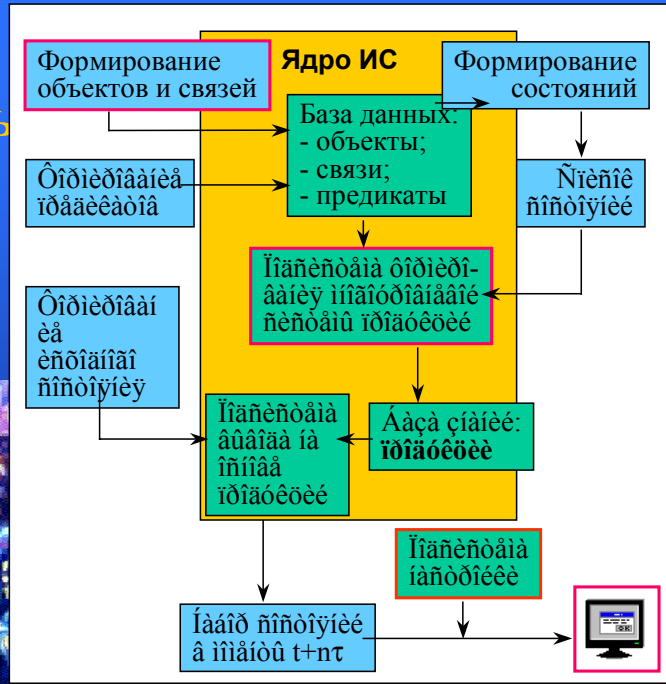 Ядро ИС
Формирование
объектов и связей
Формирование
состояний
База данных:
- объекты;
- связи;
- предикаты
Ôîðìèðîâàíèå
ïðåäèêàòîâ
Ñïèñîê
ñîñòîÿíèé
Ïîäñèñòåìà ôîðìèðî-
âàíèÿ ìíîãîóðîâíåâîé
ñèñòåìû ïðîäóêöèé
Ôîðìèðîâàí
èå
èñõîäíîãî
ñîñòîÿíèÿ
Ïîäñèñòåìà
âûâîäà íà
îñíîâå
ïðîäóêöèé
Áàçà çíàíèé:
ïðîäóêöèè
Ïîäñèñòåìà
íàñòðîéêè
Íàáîð ñîñòîÿíèé
â ìîìåíòû t+nτ